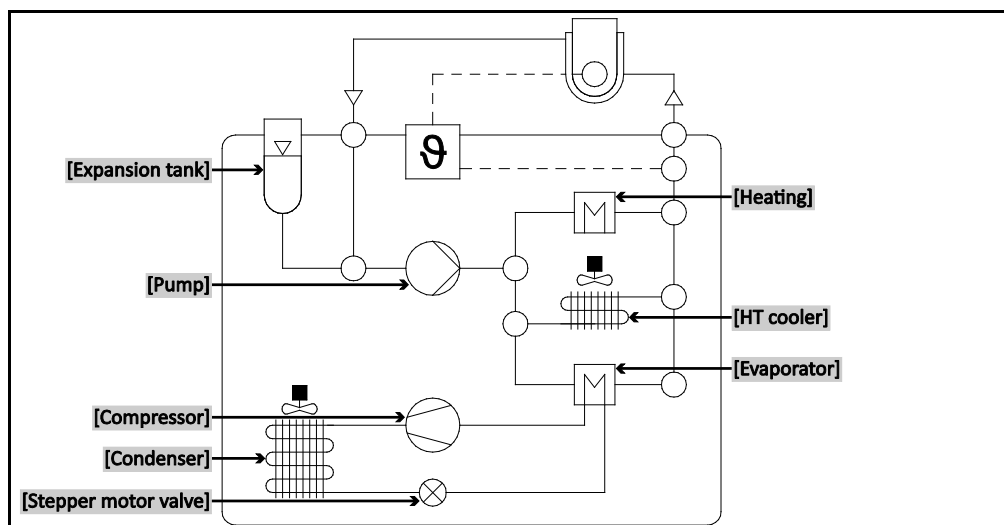 ϑ
[Expansion tank]
[Heating]
[Pump]
[HT cooler]
[Evaporator]
[Compressor]
[Condenser]
[Stepper motor valve]